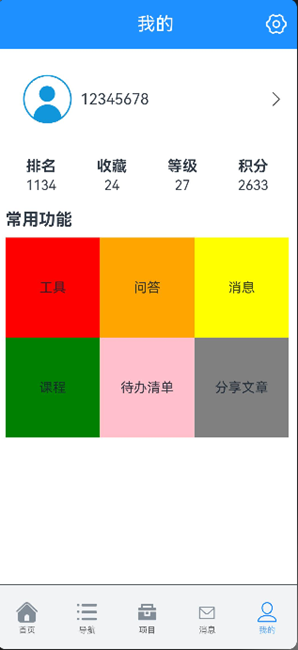 我的
12345678
排名 收藏 等级 积分
1134 24 27 2633
常用功能
工具 问答 消息
课程 待办清单 分享文章
首页 导航 项目 消息 我的